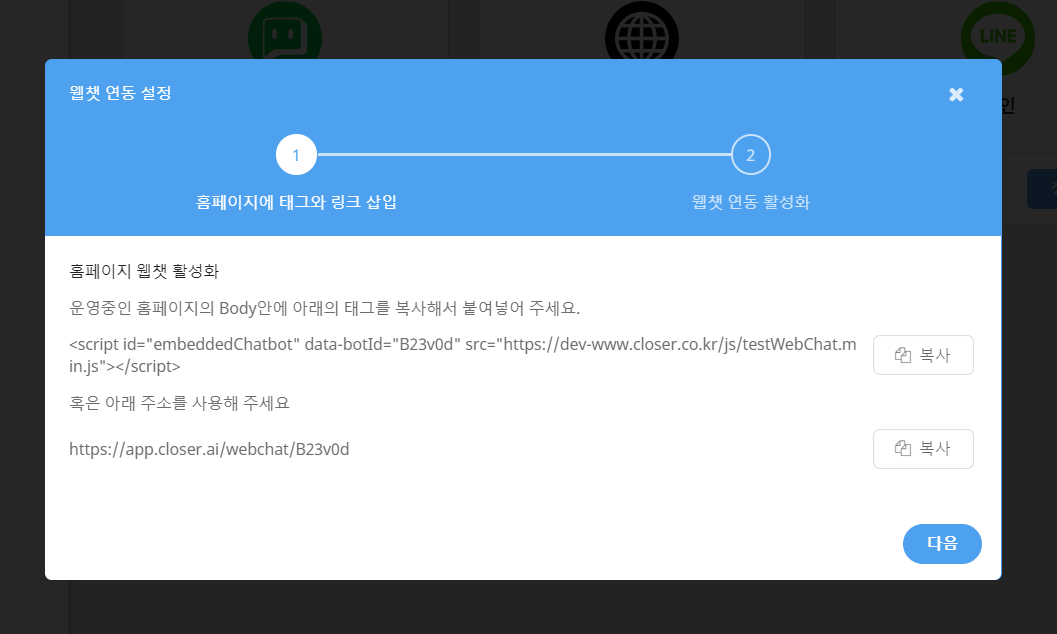 LINE
인
웹챗 연동 설정
1
2
홈페이지에 태그와 링크 삽입
웹챗 연동 활성화
홈페이지 웹챗 활성화
운영중인 홈페이지의 Body안에 아래의 태그를 복사해서 붙여넣어 주세요.
<script id="embeddedChatbot" data-botId="B23v0d" src="https://dev-www.closer.co.kr/js/testWebChat.m
in.js"></script>
복사
혹은 아래 주소를 사용해 주세요
https://app.closer.ai/webchat/B23v0d
복사
다음